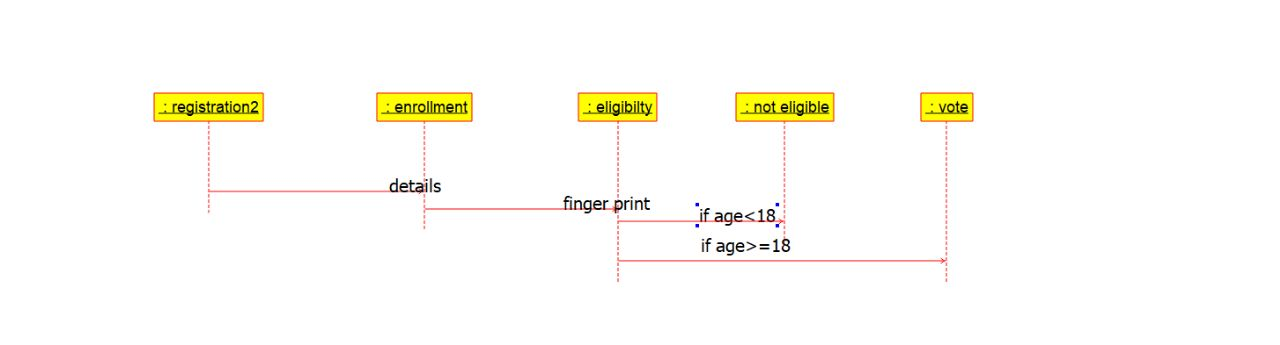 : registration2
: enrollment
: eligibilty
: not eligible
: vote
details
finger print
if age<18
if age>=18